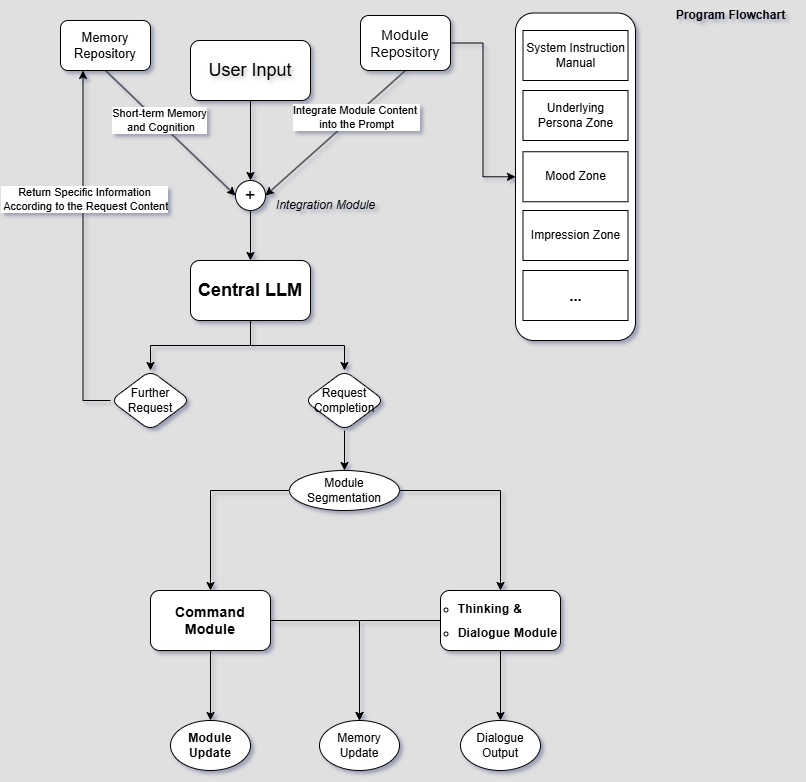 Program Flowchart
Memory
Repository
User Input
Module
Repository
System Instruction
Manual
Underlying
Persona Zone
Mood Zone
Impression Zone
...
Short-term Memory
and Cognition
Integrate Module Content
into the Prompt
Return Specific Information
According to the Request Content
+
Integration Module
Central LLM
Further
Request
Request
Completion
Module
Segmentation
Command
Module
Thinking &
Dialogue Module
Module
Update
Memory
Update
Dialogue
Output